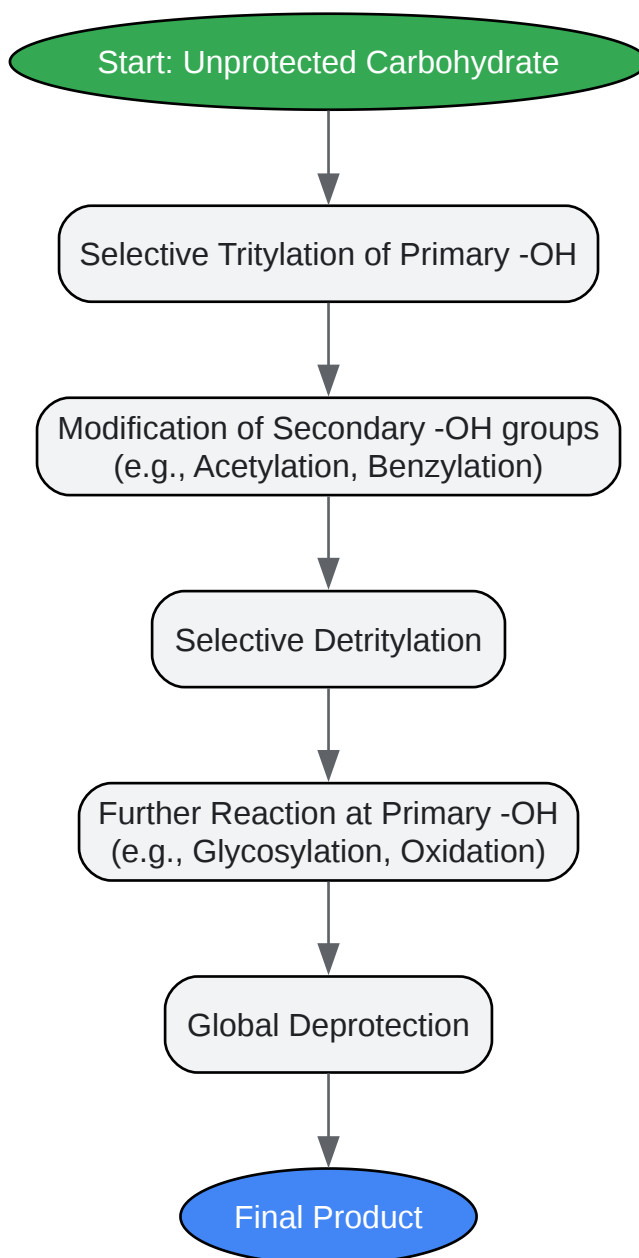 Start: Unprotected Carbohydrate
Selective Tritylation of Primary -OH
Modification of Secondary -OH groups
(e.g., Acetylation, Benzylation)
Selective Detritylation
Further Reaction at Primary -OH
(e.g., Glycosylation, Oxidation)
Global Deprotection
Final Product